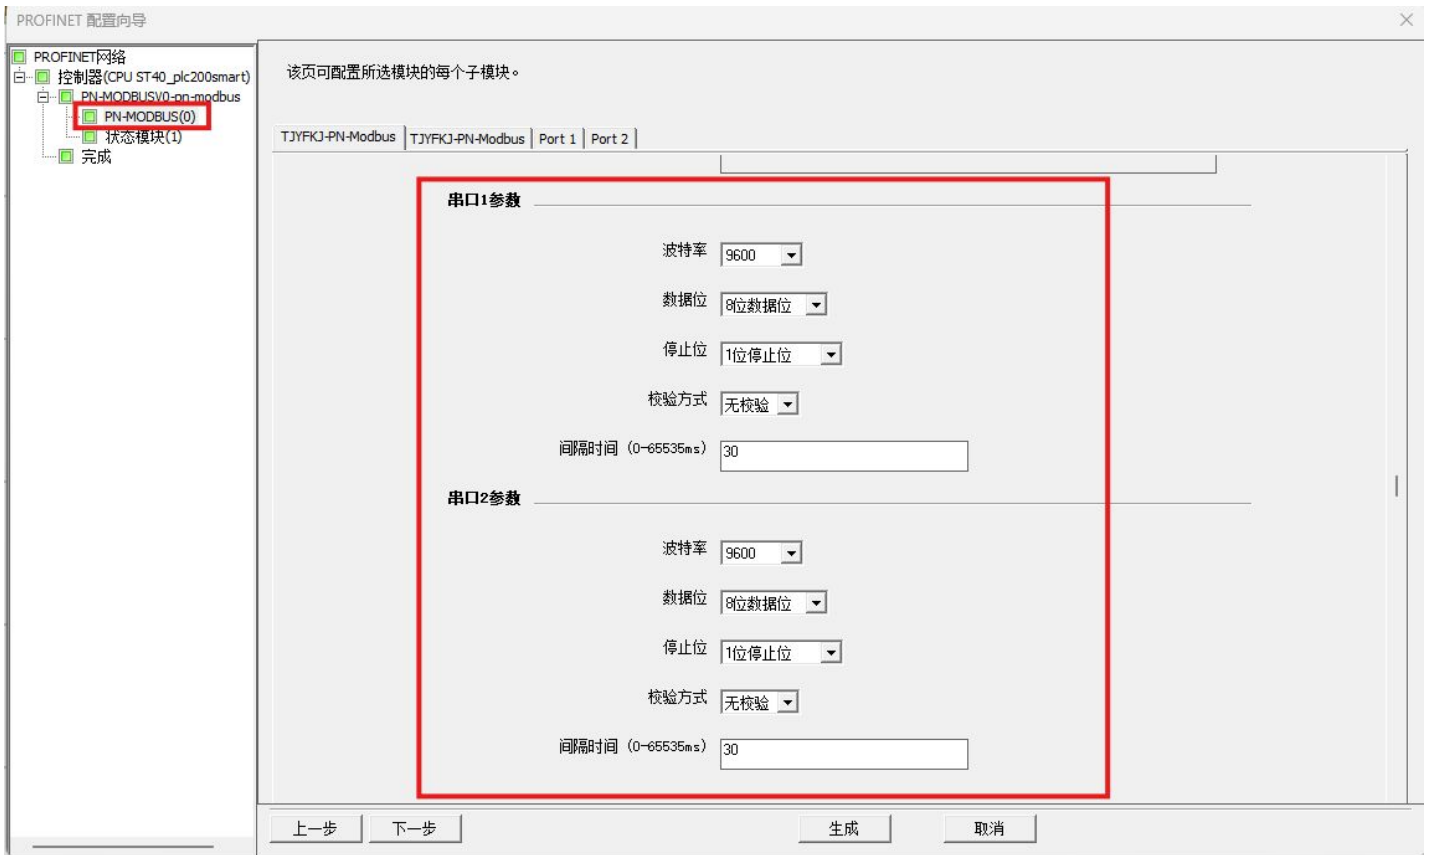 PROFINET 配置向导
PROFINET网络
控制器(CPU ST40_plc200smart)
PN-MODBUSV0-pn-modbus
PN-MODBUS(0)
状态模块(1)
完成
该页可配置所选模块的每个子模块。
TJYFKJ-PN-Modbus TJYFKJ-PN-Modbus Port 1 Port 2
串口1参数
波特率 9600
数据位 8位数据位
停止位 1位停止位
校验方式 无校验
间隔时间 (0-65535ms) 30
串口2参数
波特率 9600
数据位 8位数据位
停止位 1位停止位
校验方式 无校验
间隔时间 (0-65535ms) 30
上一步 下一步 生成 取消